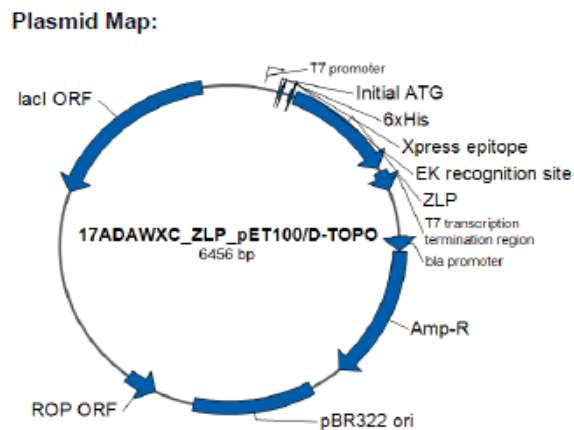 Plasmid Map:
T7 promoter
Initial ATG
lacI ORF
6xHis
Xpress epitope
EK recognition site
ZLP
T7 transcription
termination region
17ADAWXC_ZLP_pET100/D-TOPO
6456 bp
bla promoter
Amp-R
ROP ORF
pBR322 ori